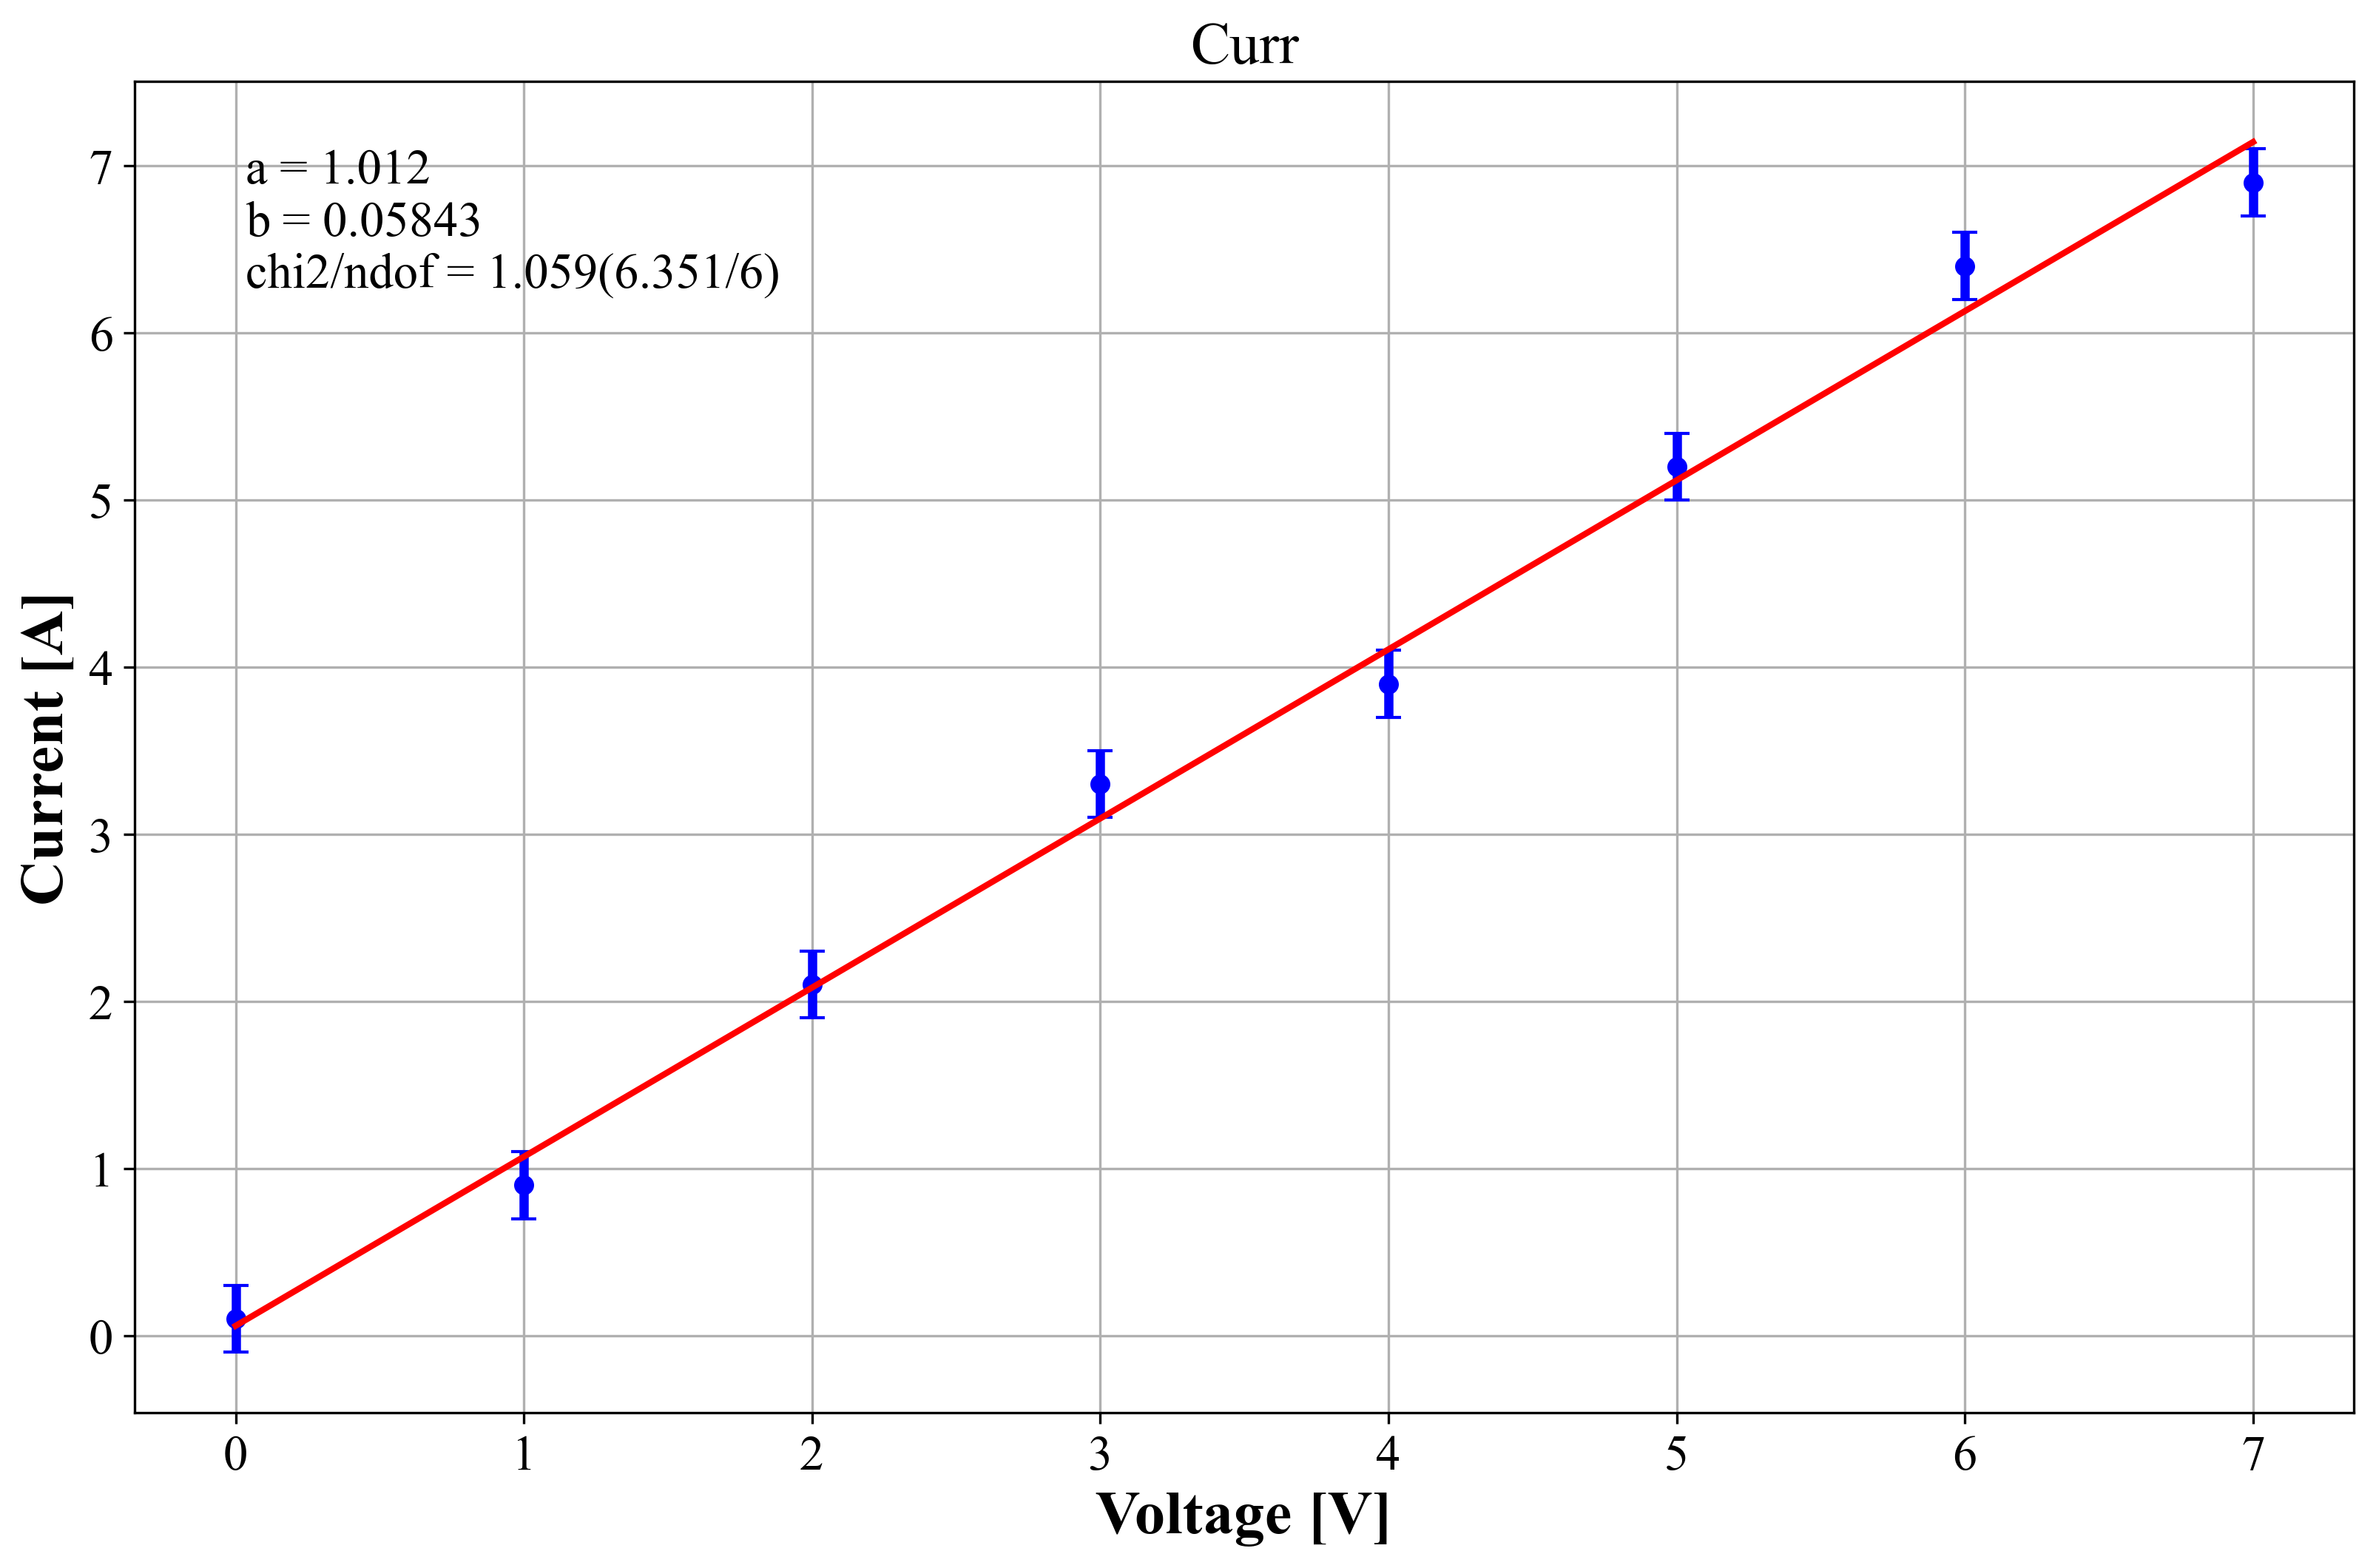 Curr
a = 1.012
b = 0.05843
chi2/ndof = 1.059(6.351/6)
7
6
5
4
3
2
1
0
Current [A]
0 1 2 3 4 5 6 7
Voltage [V]